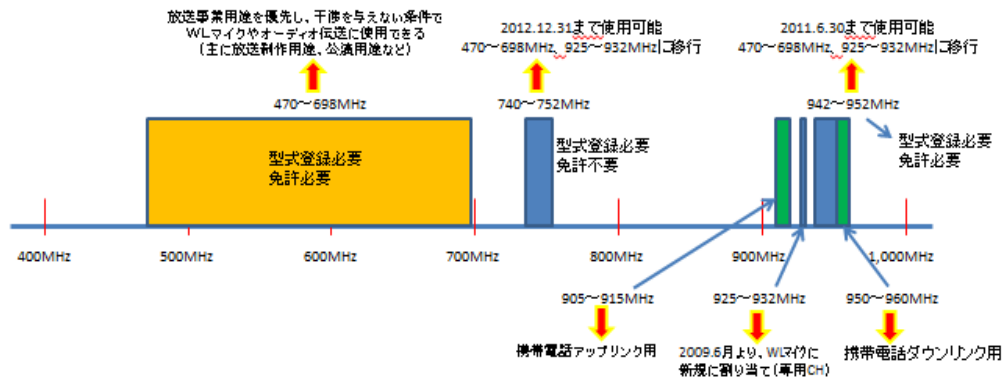 放送事業用途を優先し、干渉を与えない条件で
WLマイクやオーディオ伝送に使用できる
(主に放送制作用途、公演用途など)
2012.12.31まで使用可能
470～698MHz、925～932MHzに移行
2011.6.30まで使用可能
470～698MHz、925～932MHzに移行
470～698MHz
740～752MHz
942～952MHz
型式登録必要
免許必要
型式登録必要
免許不要
型式登録必要
免許必要
400MHz
500MHz
600MHz
700MHz
800MHz
900MHz
1,000MHz
905～915MHz
925～932MHz
950～960MHz
携帯電話アップリンク用
2009.6月より、WLマイクに
新規に割り当て(専用CH)
携帯電話ダウンリンク用